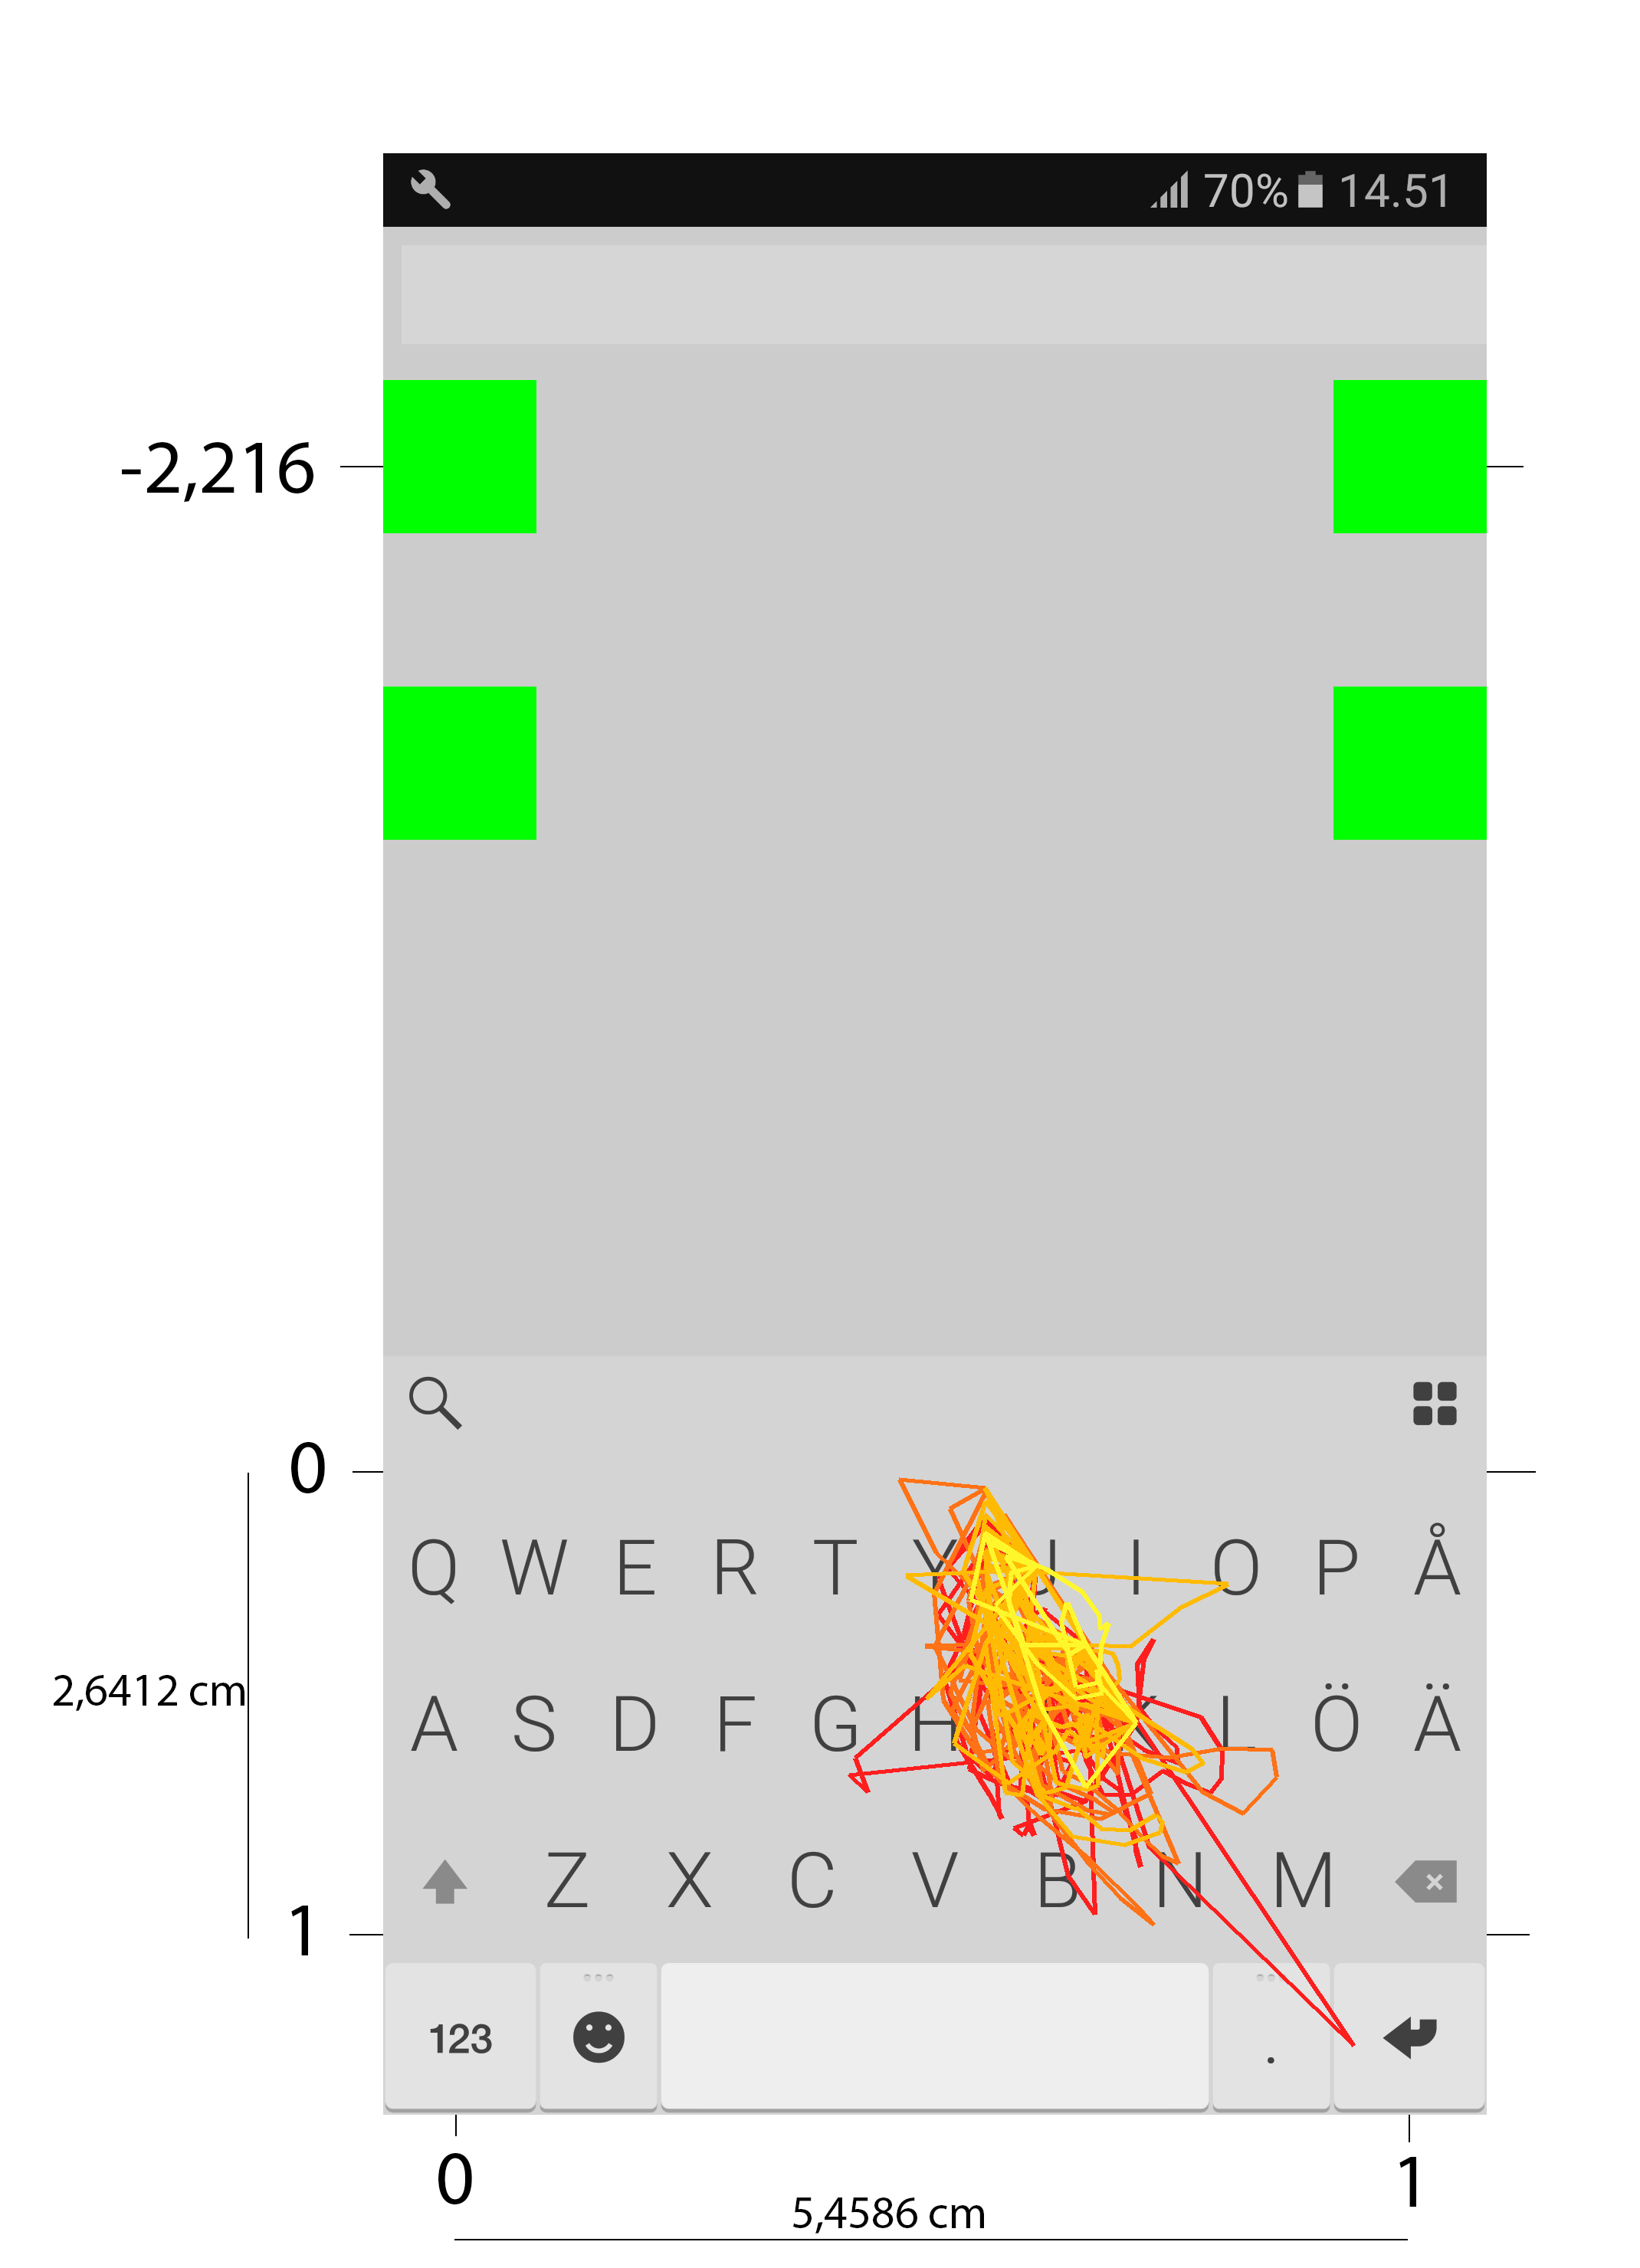 70% 14.51
-2,216
0
Q W E R T Y U I O P Å
2,6412 cm
A S D F G H K L Ö Ä
Z X C V B N M
1
123 .
0 1
5,4586 cm